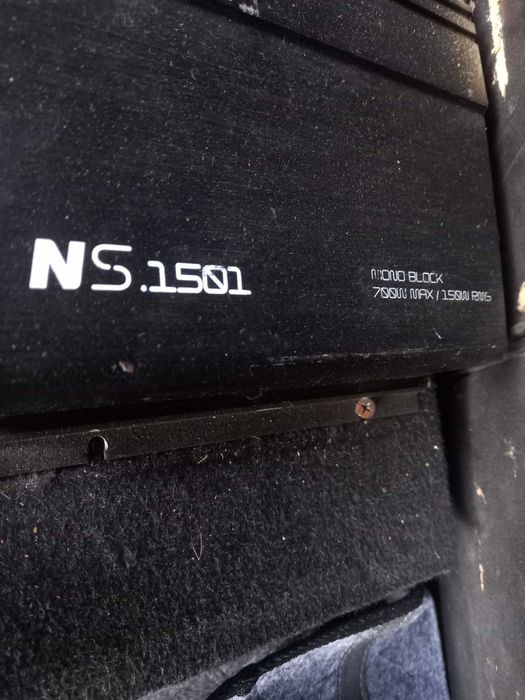 NS.1501
MONO BLOCK
700W MAX / 150W RMS